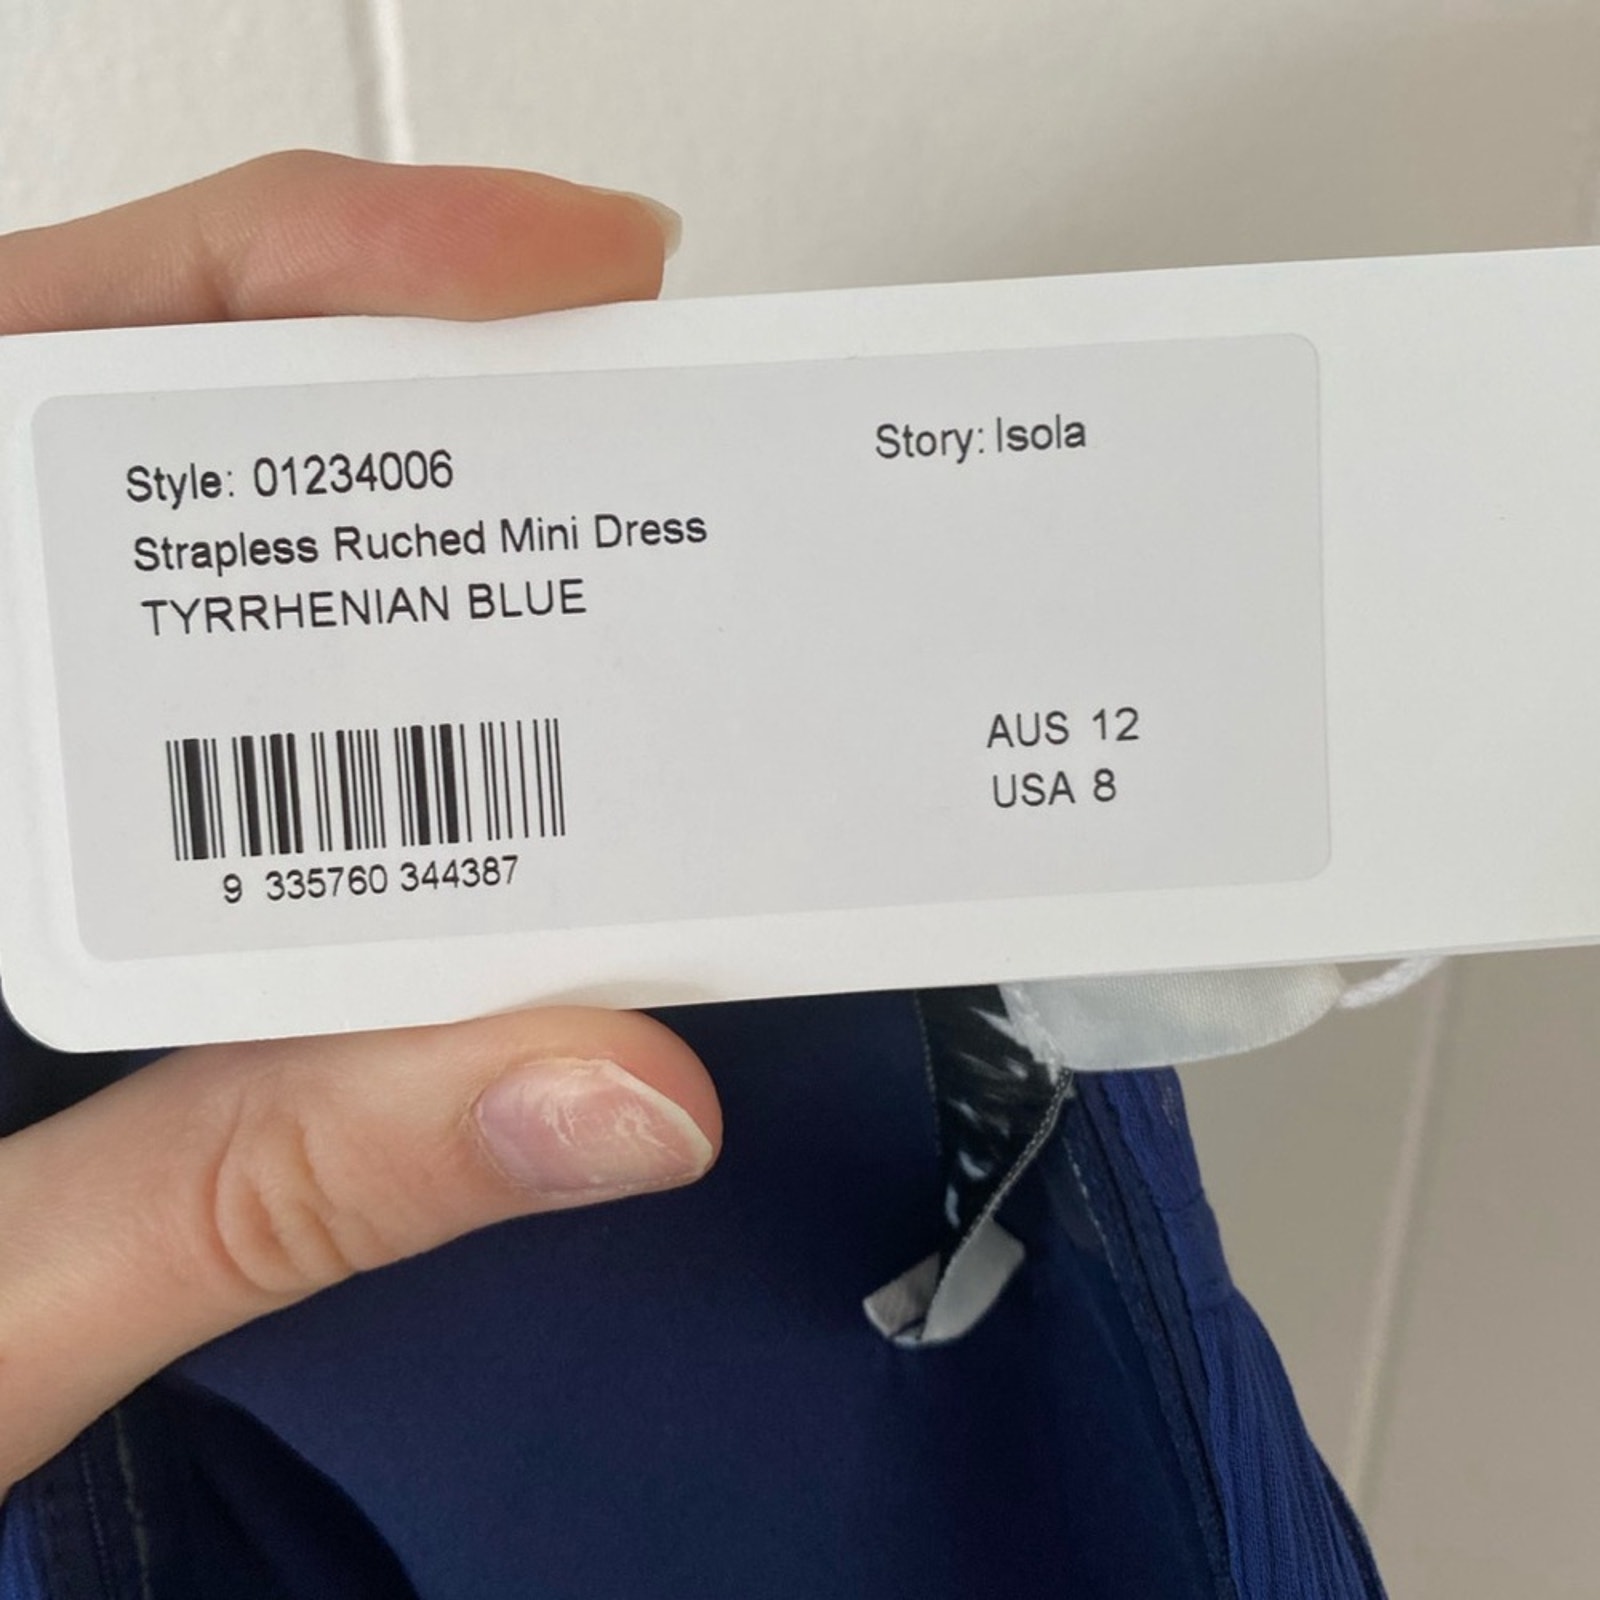 Style: 01234006
Story: Isola
Strapless Ruched Mini Dress
TYRRHENIAN BLUE
AUS 12
USA 8
9 335760 344387